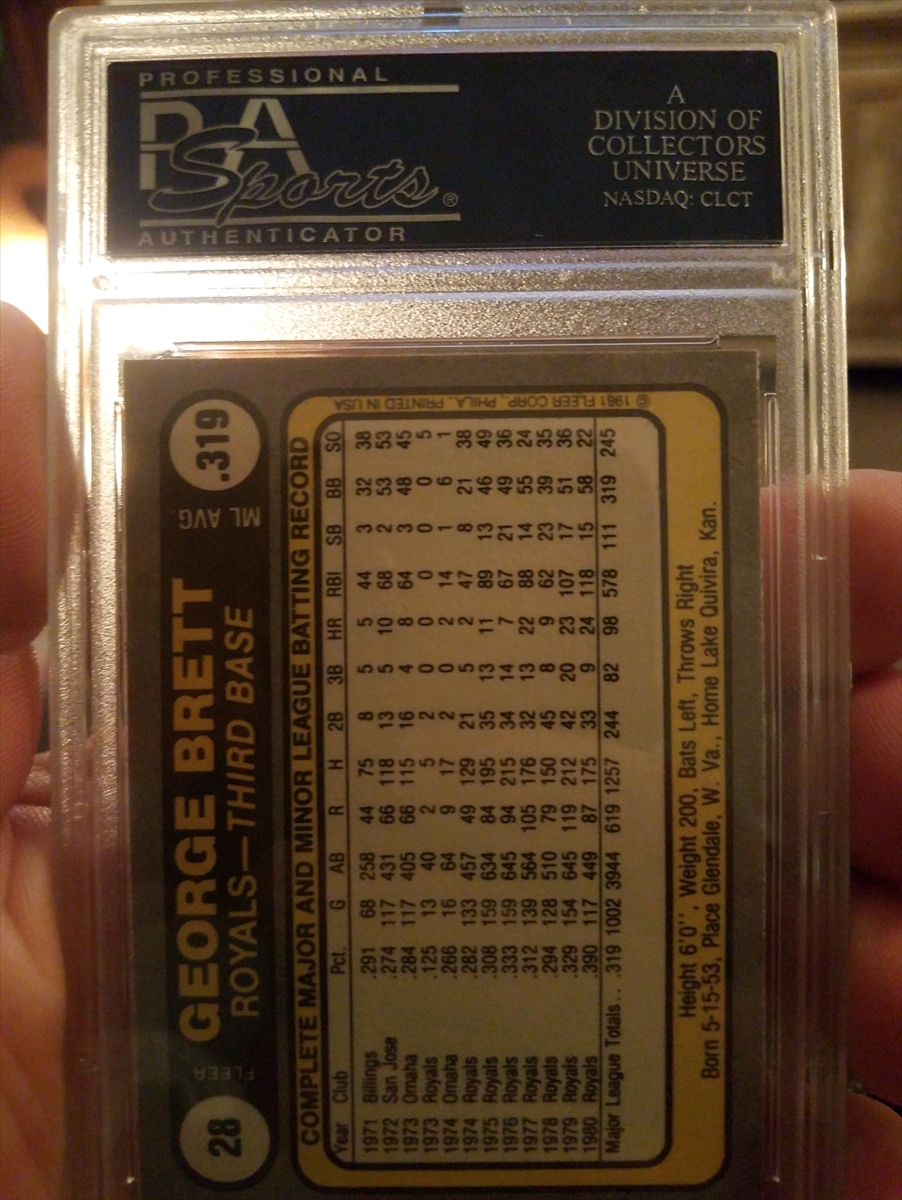 PROFESSIONAL
PSA
Sports®
AUTHENTICATOR
A
DIVISION OF
COLLECTORS
UNIVERSE
NASDAQ: CLCT
28
FLEER
GEORGE BRETT
ROYALS—THIRD BASE
ML AVG.
.319
COMPLETE MAJOR AND MINOR LEAGUE BATTING RECORD
Year Club Pct. G AB R H 2B 3B HR RBI SB BB SO
1971 Billings .291 68 258 44 75 8 5 5 44 3 32 38
1972 San Jose .274 117 431 66 118 13 5 10 68 2 53 53
1973 Omaha .284 117 405 66 115 16 4 8 64 3 48 45
1973 Royals .125 13 40 2 5 2 0 0 0 0 0 5
1974 Omaha .266 16 64 9 17 2 0 2 14 1 6 1
1974 Royals .282 133 457 49 129 21 5 2 47 8 21 38
1975 Royals .308 159 634 84 195 35 13 11 89 13 46 49
1976 Royals .333 159 645 94 215 34 14 7 67 21 49 36
1977 Royals .312 139 564 105 176 32 13 22 88 14 55 24
1978 Royals .294 128 510 79 150 45 8 9 62 23 39 35
1979 Royals .329 154 645 119 212 42 20 23 107 17 51 36
1980 Royals .390 117 449 87 175 33 9 24 118 15 58 22
Major League Totals . . .319 1002 3944 619 1257 244 82 98 578 111 319 245
© 1981 FLEER CORP., PHILA., PRINTED IN USA
Height 6'0", Weight 200, Bats Left, Throws Right
Born 5-15-53, Place Glendale, W. Va., Home Lake Quivira, Kan.